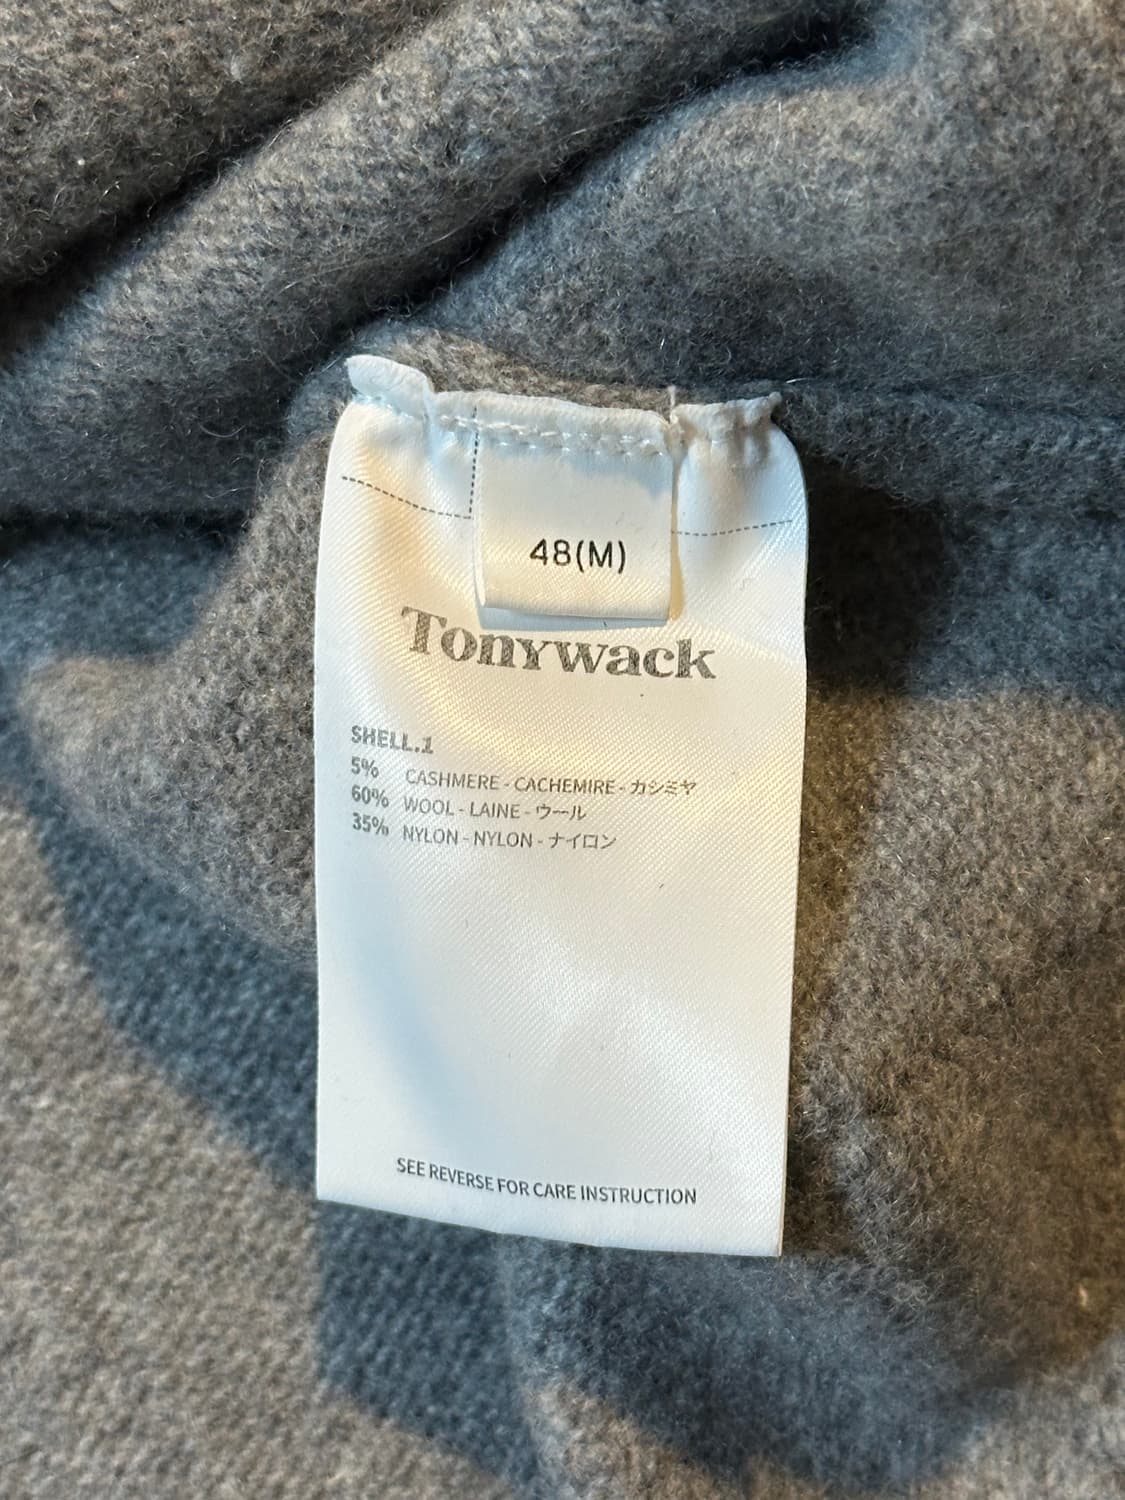 48(M)
Tonywack
SHELL.1
5% CASHMERE - CACHEMIRE - カシミヤ
60% WOOL - LAINE - ウール
35% NYLON - NYLON - ナイロン
SEE REVERSE FOR CARE INSTRUCTION